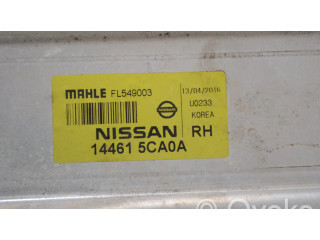 MAHLE FL549003
13/04/2016
U0233
KOREA
NISSAN RH
14461 5CA0A
Ovoko